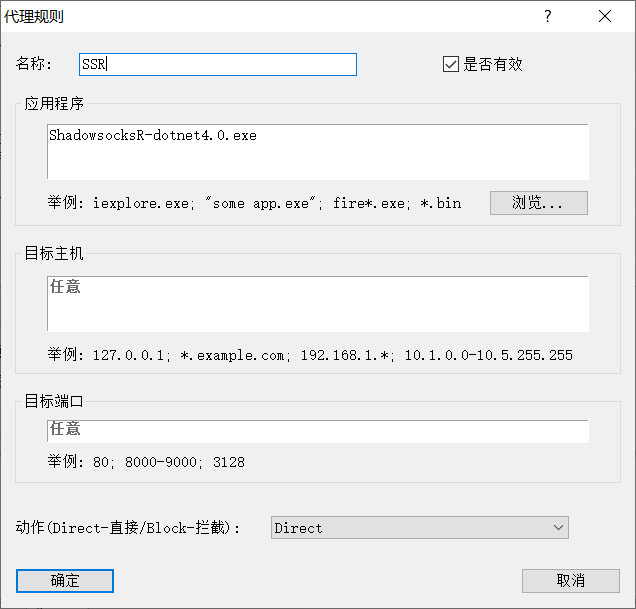 代理规则
名称: SSR 是否有效
应用程序
ShadowsocksR-dotnet4.0.exe
举例: iexplore.exe; "some app.exe"; fire*.exe; *.bin 浏览...
目标主机
任意
举例: 127.0.0.1; *.example.com; 192.168.1.*; 10.1.0.0-10.5.255.255
目标端口
任意
举例: 80; 8000-9000; 3128
动作(Direct-直接/Block-拦截): Direct
确定 取消